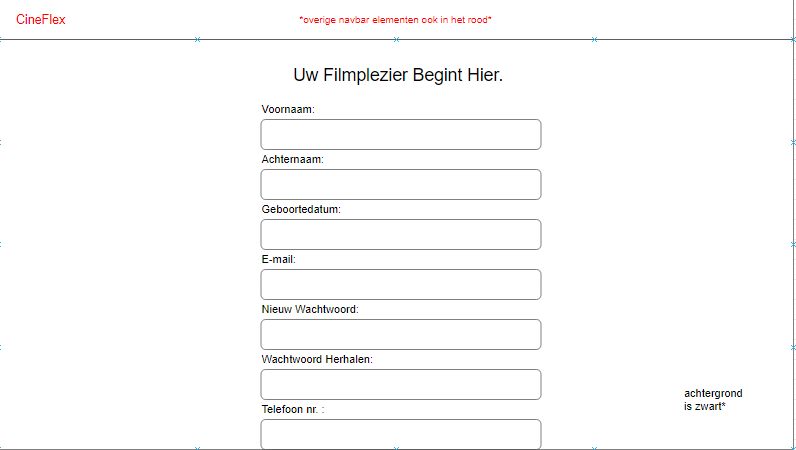 CineFlex
*overige navbar elementen ook in het rood*
Uw Filmplezier Begint Hier.
Voornaam:
Achternaam:
Geboortedatum:
E-mail:
Nieuw Wachtwoord:
Wachtwoord Herhalen:
achtergrond
is zwart*
Telefoon nr. :